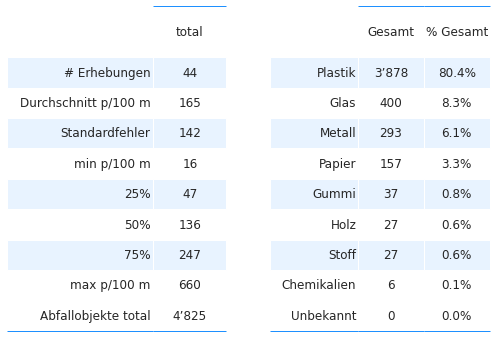 total
# Erhebungen 44
Durchschnitt p/100 m 165
Standardfehler 142
min p/100 m 16
25% 47
50% 136
75% 247
max p/100 m 660
Abfallobjekte total 4’825
Gesamt % Gesamt
Plastik 3’878 80.4%
Glas 400 8.3%
Metall 293 6.1%
Papier 157 3.3%
Gummi 37 0.8%
Holz 27 0.6%
Stoff 27 0.6%
Chemikalien 6 0.1%
Unbekannt 0 0.0%